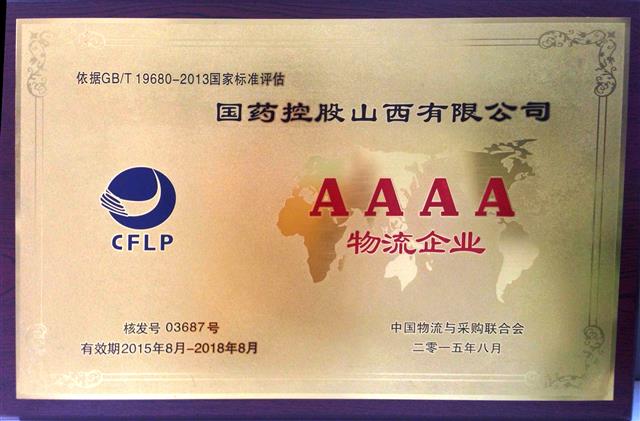 依据GB/T 19680-2013国家标准评估
国药控股山西有限公司
CFLP
AAAA
物流企业
核发号 03687号
有效期2015年8月-2018年8月
中国物流与采购联合会
二零一五年八月